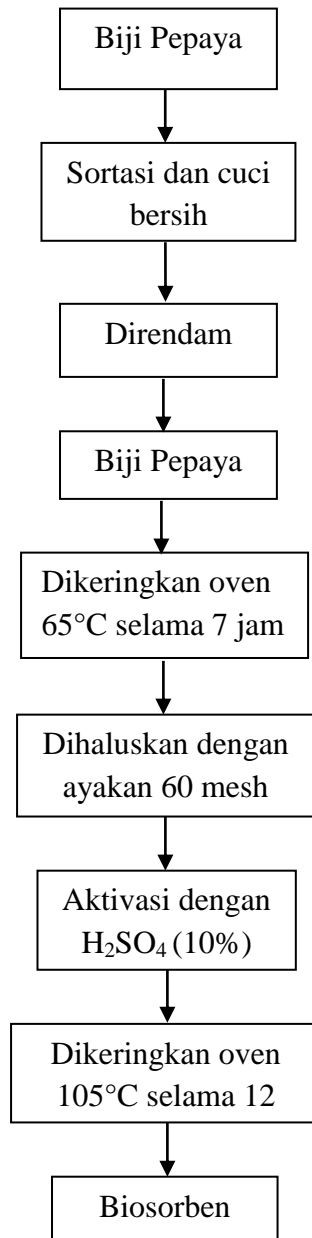 Biji Pepaya
Sortasi dan cuci
bersih
Direndam
Biji Pepaya
Dikeringkan oven
65°C selama 7 jam
Dihaluskan dengan
ayakan 60 mesh
Aktivasi dengan
H₂SO₄ (10%)
Dikeringkan oven
105°C selama 12
Biosorben